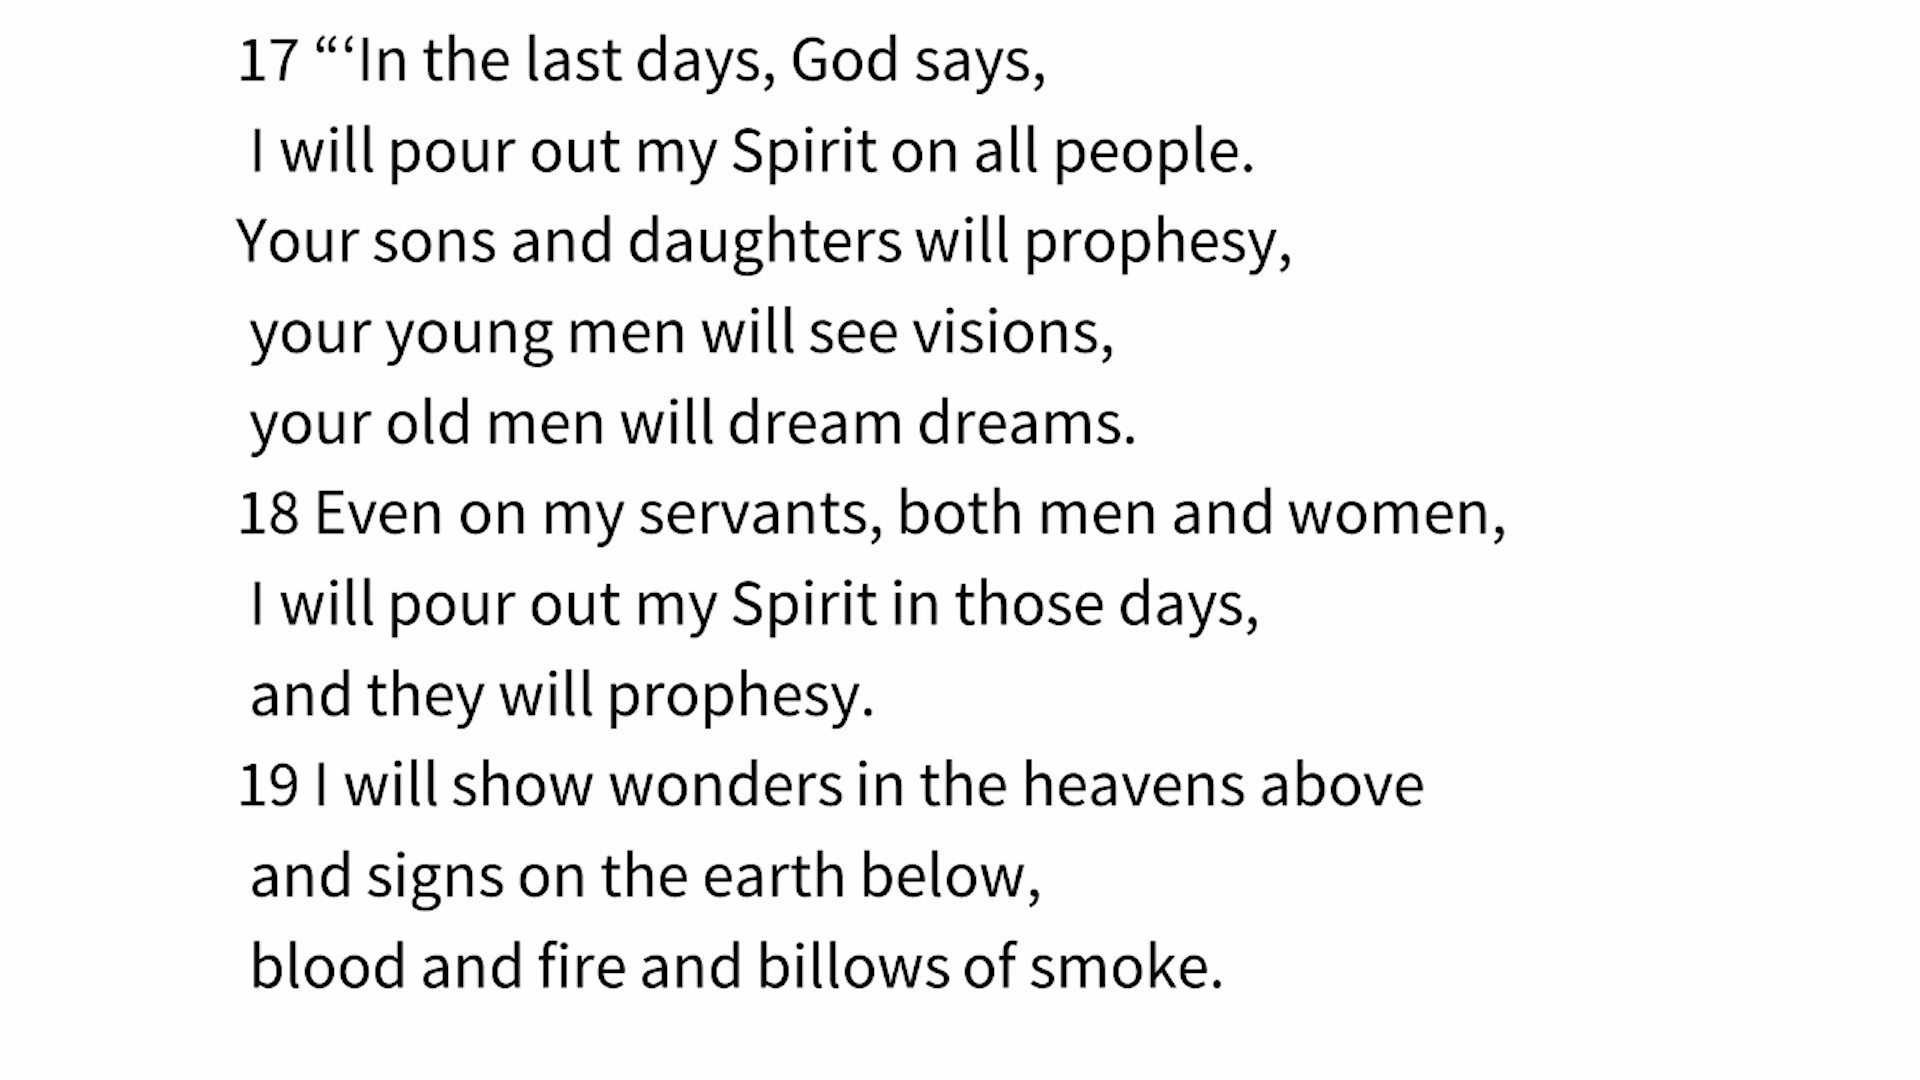 17 “‘In the last days, God says,
I will pour out my Spirit on all people.
Your sons and daughters will prophesy,
your young men will see visions,
your old men will dream dreams.
18 Even on my servants, both men and women,
I will pour out my Spirit in those days,
and they will prophesy.
19 I will show wonders in the heavens above
and signs on the earth below,
blood and fire and billows of smoke.